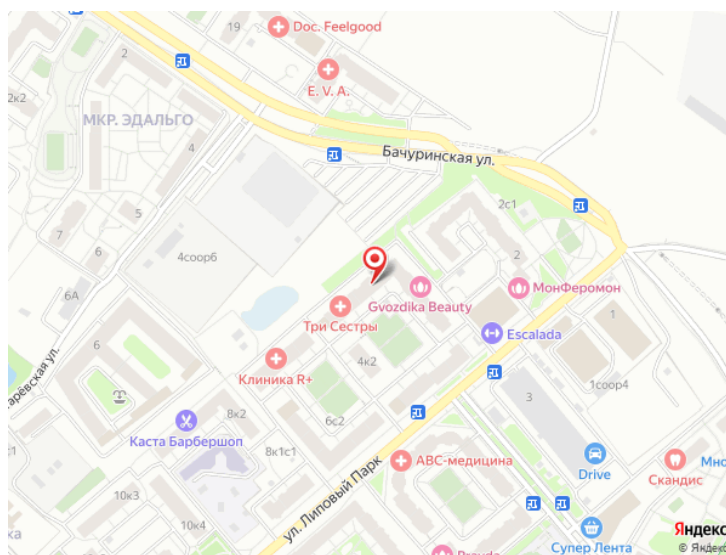 19
Doc. Feelgood
2к2
2
E. V. A.
МКР. ЭДАЛЬГО
4
Бачуринская ул.
5
2с1
7
6
4соор6
2
6А
МонФеромон
Gvozdika Beauty
Три Сестры
Escalada
1
6
Клиника R+
4к2
1соор4
3
8к2
6с2
Каста Барбершоп
8к1с1
АВС-медицина
ул. Липовый Парк
Drive
Скандис
10к3
10к4
Супер Лента
Яндекс
© Яндекс